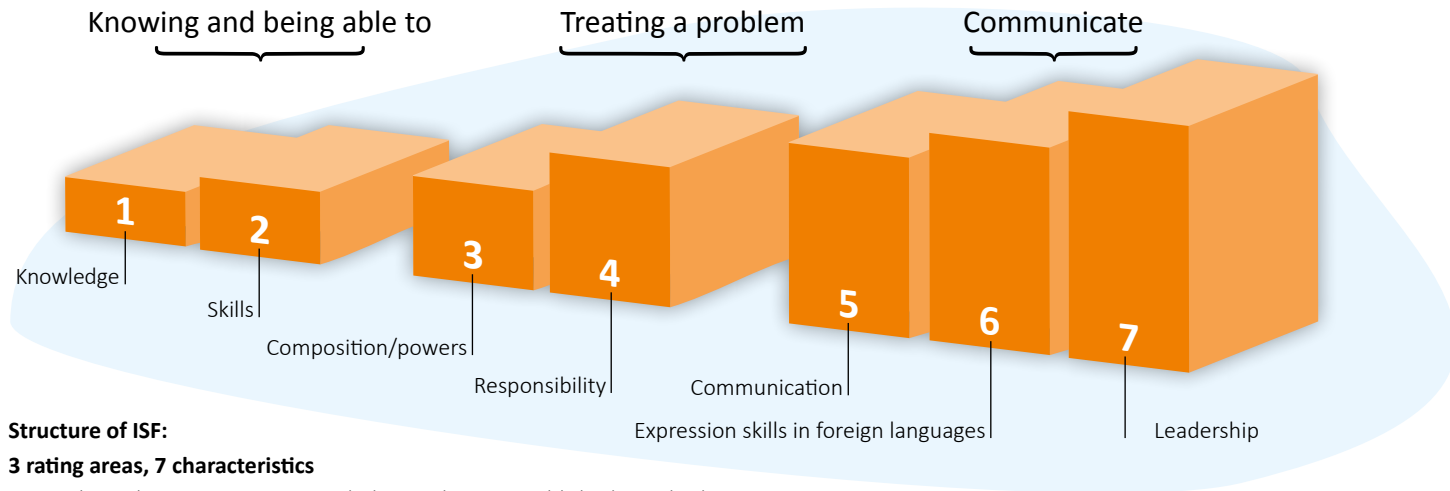 Knowing and being able to
Treating a problem
Communicate
1
2
3
4
5
6
7
Knowledge
Skills
Composition/powers
Responsibility
Communication
Expression skills in foreign languages
Leadership
Structure of ISF:
3 rating areas, 7 characteristics